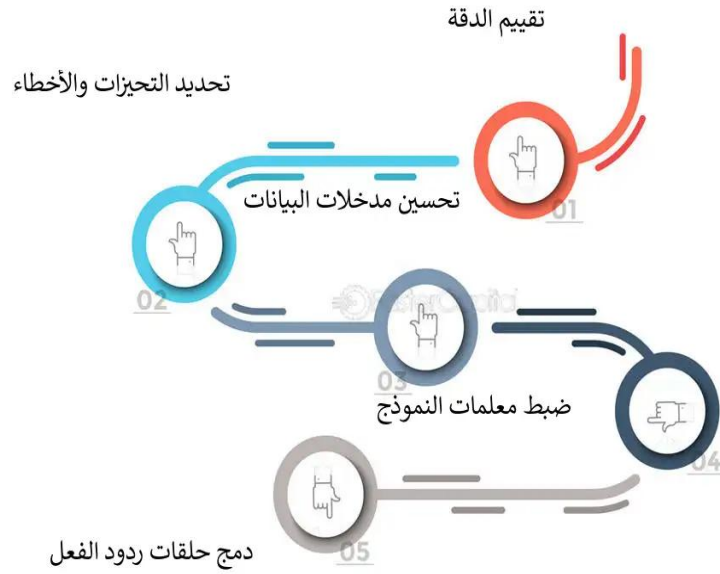 تقييم الدقة
01
تحديد التحيزات والأخطاء
02
تحسين مدخلات البيانات
03
ضبط معلمات النموذج
04
دمج حلقات ردود الفعل
05